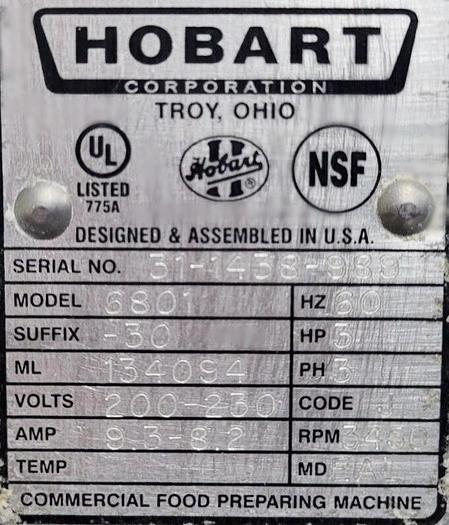 HOBART
CORPORATION
TROY, OHIO
UL
LISTED
775A
Hobart
NSF
DESIGNED & ASSEMBLED IN U.S.A.
SERIAL NO. 31-1438-989
MODEL 6801 HZ 60
SUFFIX -30 HP 3
ML 134094 PH 3
VOLTS 200-230 CODE
AMP 9.3-8.2 RPM
TEMP MD
COMMERCIAL FOOD PREPARING MACHINE